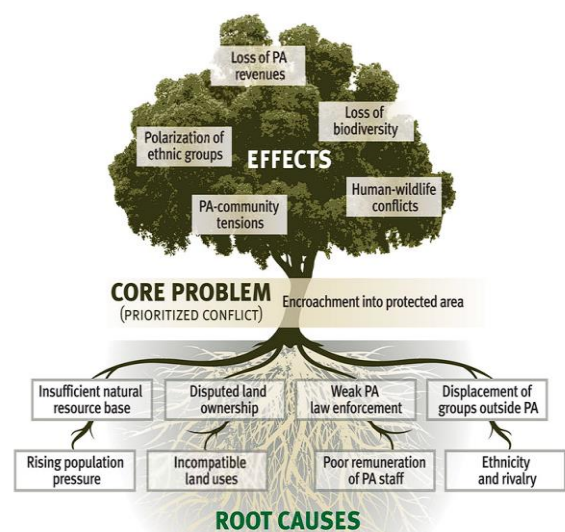 Loss of PA
revenues
Loss of
biodiversity
Polarization of
ethnic groups
EFFECTS
Human-wildlife
conflicts
PA-community
tensions
CORE PROBLEM
(PRIORITIZED CONFLICT)
Encroachment into protected area
Insufficient natural
resource base
Disputed land
ownership
Weak PA
law enforcement
Displacement of
groups outside PA
Rising population
pressure
Incompatible
land uses
Poor remuneration
of PA staff
Ethnicity
and rivalry
ROOT CAUSES